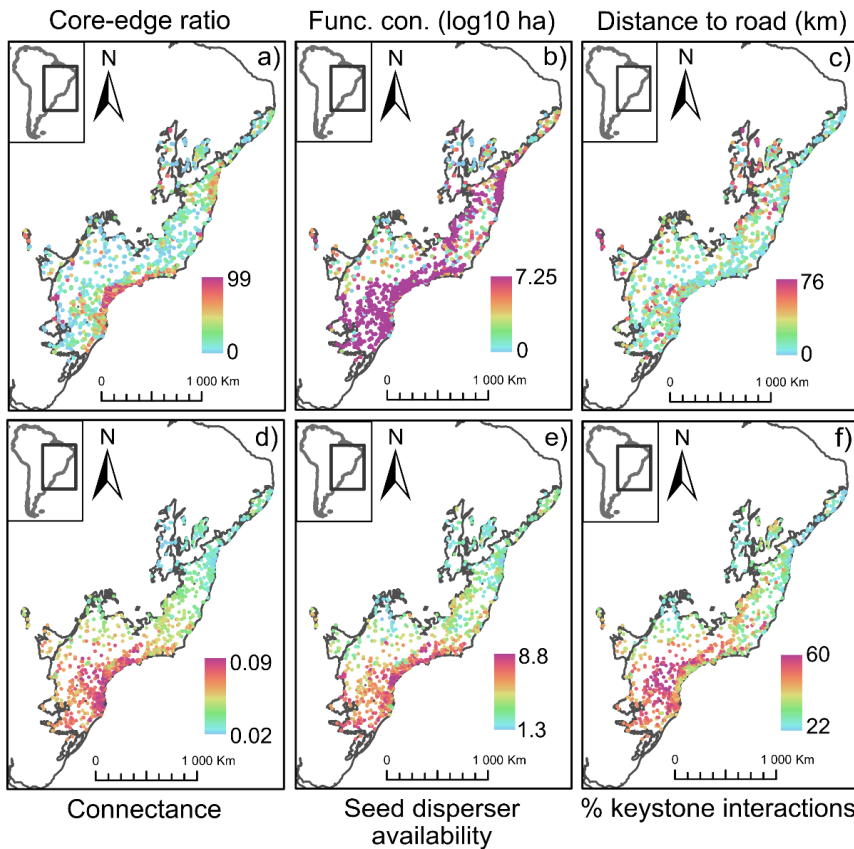 Core-edge ratio
Func. con. (log10 ha)
Distance to road (km)
a)
N
99
0
0
1 000 Km
b)
N
7.25
0
0
1 000 Km
c)
N
76
0
0
1 000 Km
d)
N
0.09
0.02
0
1 000 Km
e)
N
8.8
1.3
0
1 000 Km
f)
N
60
22
0
1 000 Km
Connectance
Seed disperser
availability
% keystone interactions